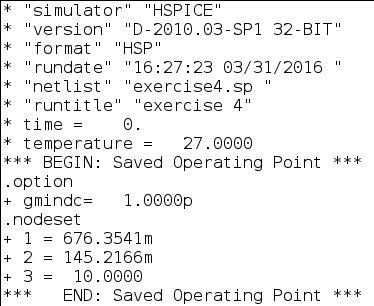 * "simulator" "HSPICE"
* "version" "D-2010.03-SP1 32-BIT"
* "format" "HSP"
* "rundate" "16:27:23 03/31/2016 "
* "netlist" "exercise4.sp "
* "runtitle" "exercise 4"
* time =    0.
* temperature =   27.0000
*** BEGIN: Saved Operating Point ***
.option
+ gmindc=   1.0000p
.nodeset
+ 1 = 676.3541m
+ 2 = 145.2166m
+ 3 =  10.0000
***   END: Saved Operating Point ***